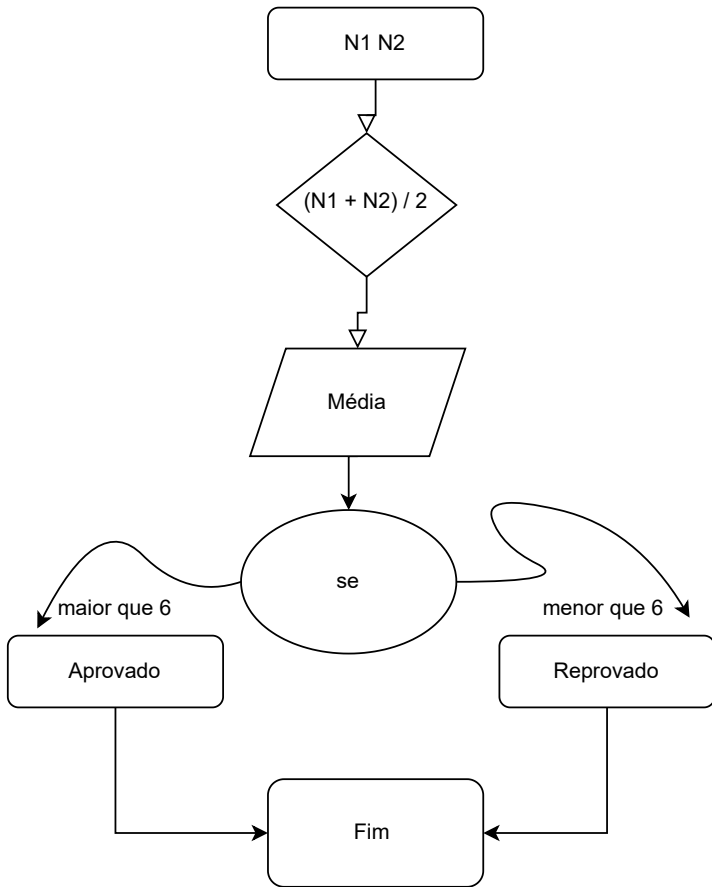 N1 N2
(N1 + N2) / 2
Média
se
maior que 6
menor que 6
Aprovado
Reprovado
Fim